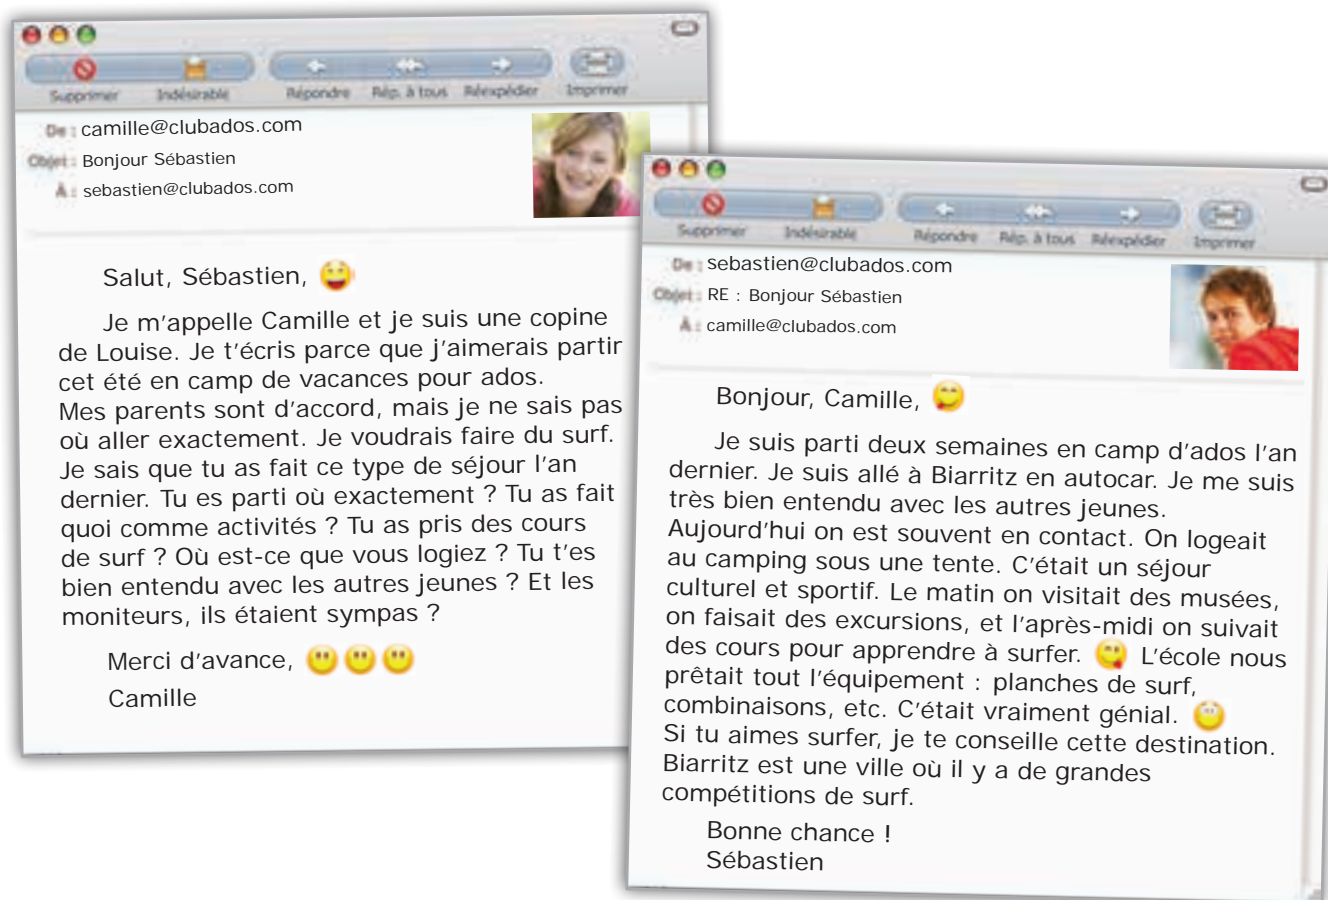 Supprimer Indésirable Répondre Rép. à tous Réexpédier Imprimer
De : camille@clubados.com
Objet : Bonjour Sébastien
À : sebastien@clubados.com
Salut, Sébastien,
Je m'appelle Camille et je suis une copine
de Louise. Je t'écris parce que j'aimerais partir
cet été en camp de vacances pour ados.
Mes parents sont d'accord, mais je ne sais pas
où aller exactement. Je voudrais faire du surf.
Je sais que tu as fait ce type de séjour l'an
dernier. Tu es parti où exactement ? Tu as fait
quoi comme activités ? Tu as pris des cours
de surf ? Où est-ce que vous logiez ? Tu t'es
bien entendu avec les autres jeunes ? Et les
moniteurs, ils étaient sympas ?
Merci d'avance,
Camille
Supprimer Indésirable Répondre Rép. à tous Réexpédier Imprimer
De : sebastien@clubados.com
Objet : RE : Bonjour Sébastien
À : camille@clubados.com
Bonjour, Camille,
Je suis parti deux semaines en camp d'ados l'an
dernier. Je suis allé à Biarritz en autocar. Je me suis
très bien entendu avec les autres jeunes.
Aujourd'hui on est souvent en contact. On logeait
au camping sous une tente. C'était un séjour
culturel et sportif. Le matin on visitait des musées,
on faisait des excursions, et l'après-midi on suivait
des cours pour apprendre à surfer. L'école nous
prêtait tout l'équipement : planches de surf,
combinaisons, etc. C'était vraiment génial.
Si tu aimes surfer, je te conseille cette destination.
Biarritz est une ville où il y a de grandes
compétitions de surf.
Bonne chance !
Sébastien